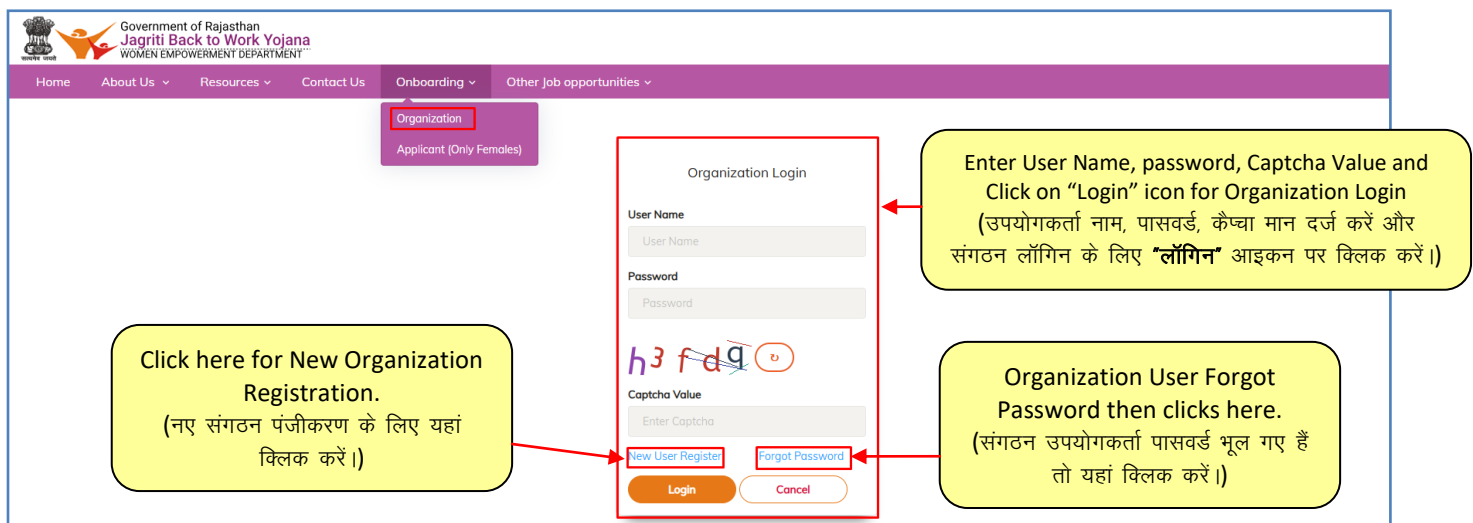 Government of Rajasthan
Jagriti Back to Work Yojana
WOMEN EMPOWERMENT DEPARTMENT
सत्यमेव जयते
Home About Us Resources Contact Us Onboarding Other Job opportunities
Organization
Applicant (Only Females)
Organization Login
User Name
User Name
Password
Password
h3fdq
Captcha Value
Enter Captcha
New User Register Forgot Password
Login Cancel
Enter User Name, password, Captcha Value and
Click on “Login” icon for Organization Login
(उपयोगकर्ता नाम, पासवर्ड, कैप्चा मान दर्ज करें और
संगठन लॉगिन के लिए "लॉगिन" आइकन पर क्लिक करें।)
Click here for New Organization
Registration.
(नए संगठन पंजीकरण के लिए यहां
क्लिक करें।)
Organization User Forgot
Password then clicks here.
(संगठन उपयोगकर्ता पासवर्ड भूल गए हैं
तो यहां क्लिक करें।)